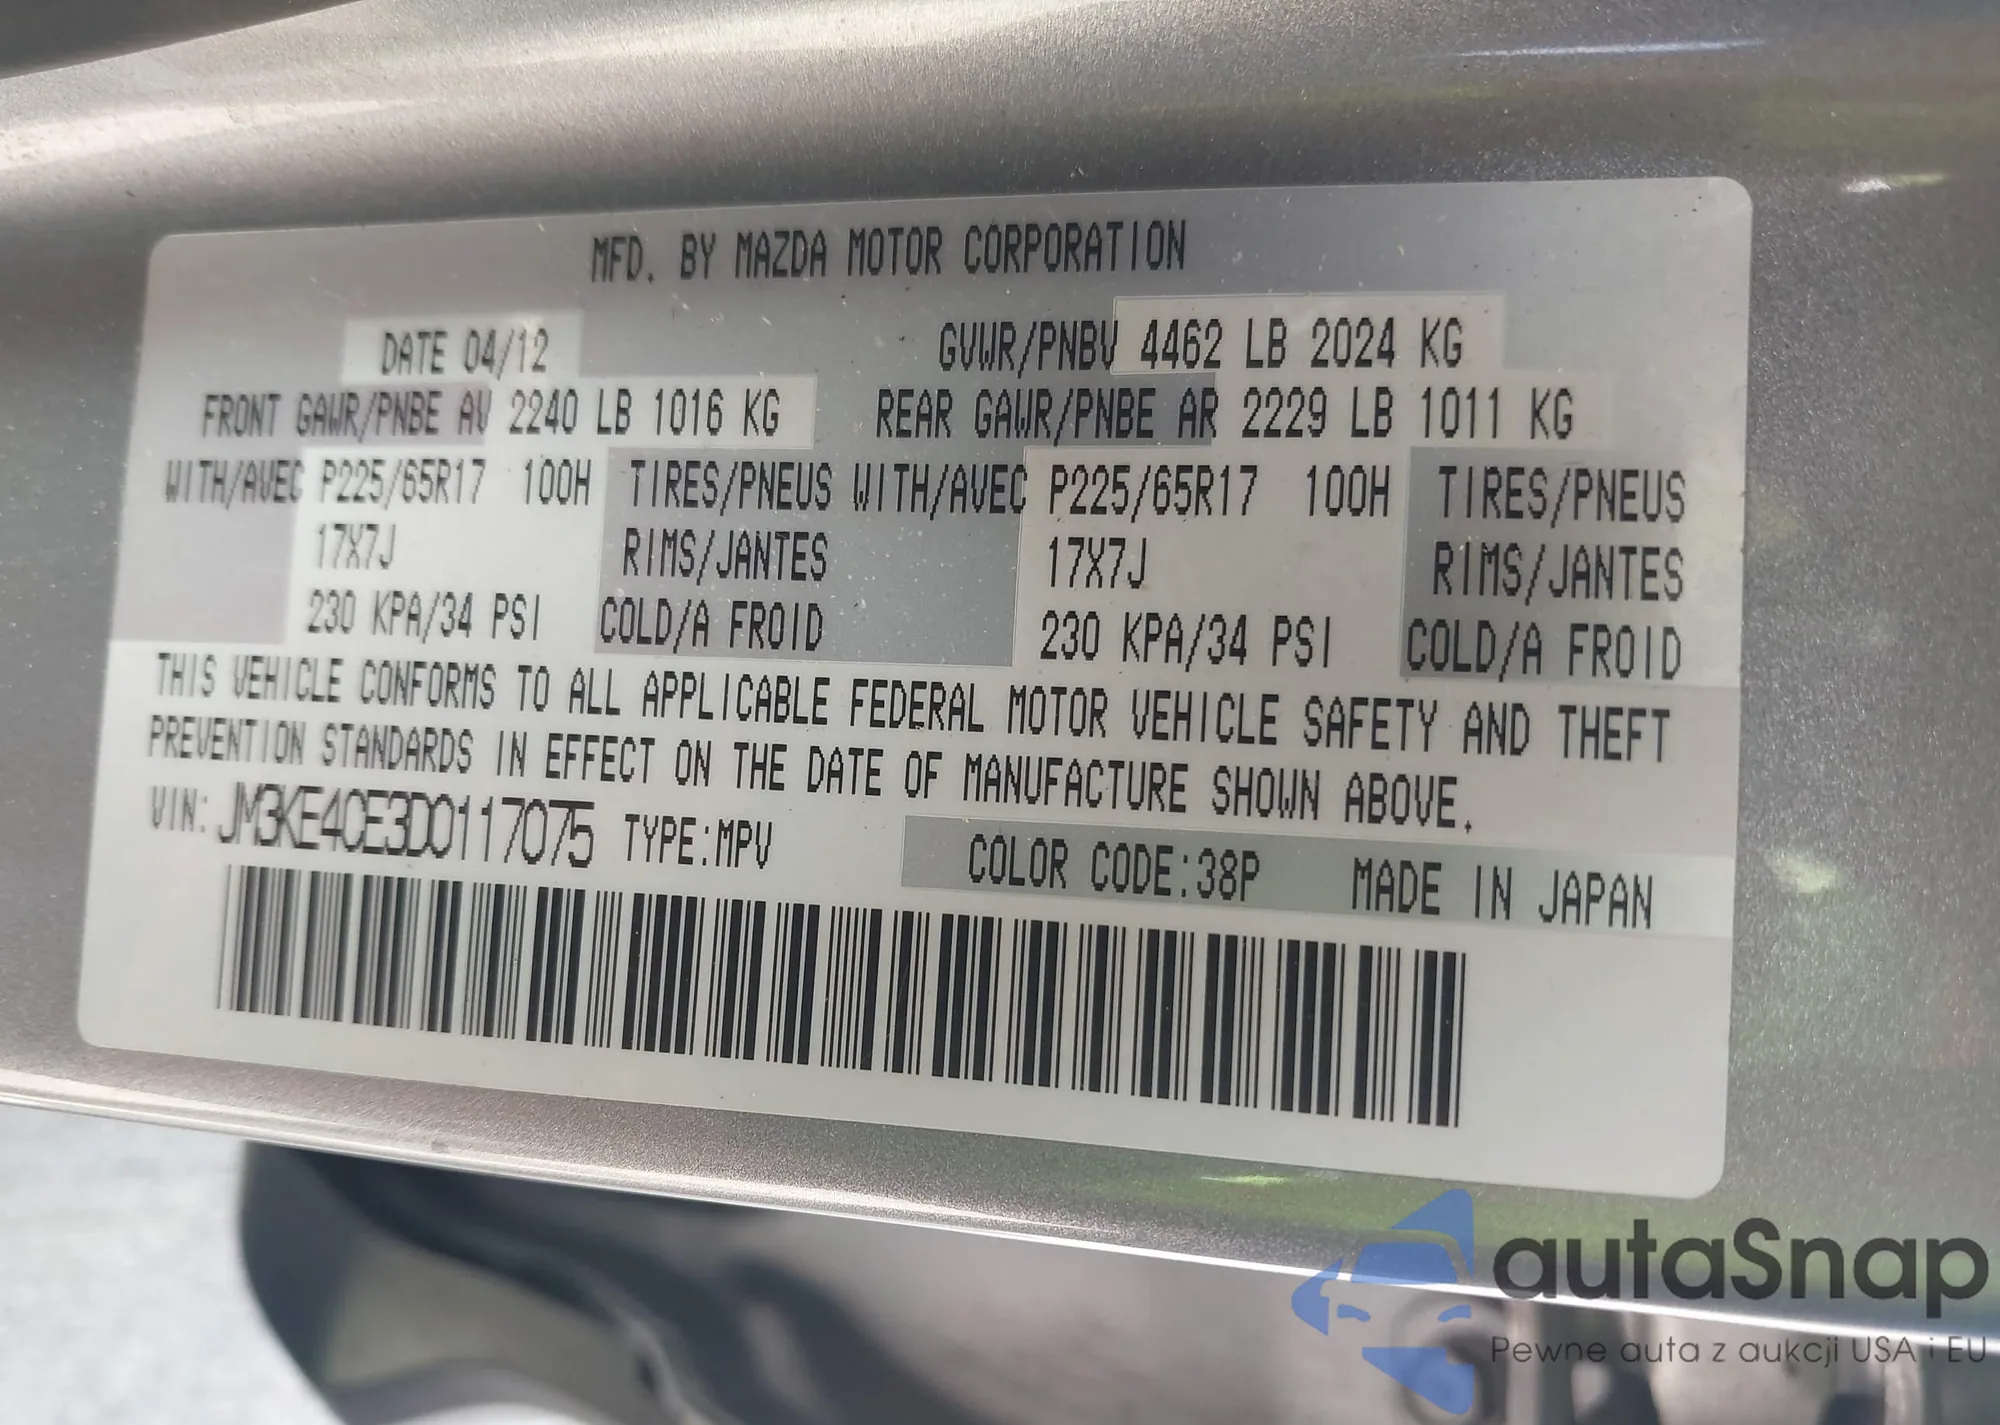 MFD. BY MAZDA MOTOR CORPORATION
DATE 04/12 GVWR/PNBV 4462 LB 2024 KG
FRONT GAWR/PNBE AV 2240 LB 1016 KG REAR GAWR/PNBE AR 2229 LB 1011 KG
WITH/AVEC P225/65R17 100H TIRES/PNEUS WITH/AVEC P225/65R17 100H TIRES/PNEUS
17X7J RIMS/JANTES 17X7J RIMS/JANTES
230 KPA/34 PSI COLD/A FROID 230 KPA/34 PSI COLD/A FROID
THIS VEHICLE CONFORMS TO ALL APPLICABLE FEDERAL MOTOR VEHICLE SAFETY AND THEFT
PREVENTION STANDARDS IN EFFECT ON THE DATE OF MANUFACTURE SHOWN ABOVE.
VIN: JM3KE4CE3D0117075 TYPE:MPV COLOR CODE:38P MADE IN JAPAN
autaSnap
Pewne auta z aukcji USA i EU